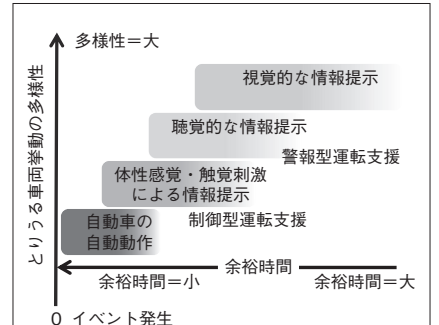 多様性＝大
とりうる車両挙動の多様性
視覚的な情報提示
聴覚的な情報提示
警報型運転支援
体性感覚・触覚刺激
による情報提示
制御型運転支援
自動車の
自動動作
余裕時間
余裕時間＝小
余裕時間＝大
0 イベント発生